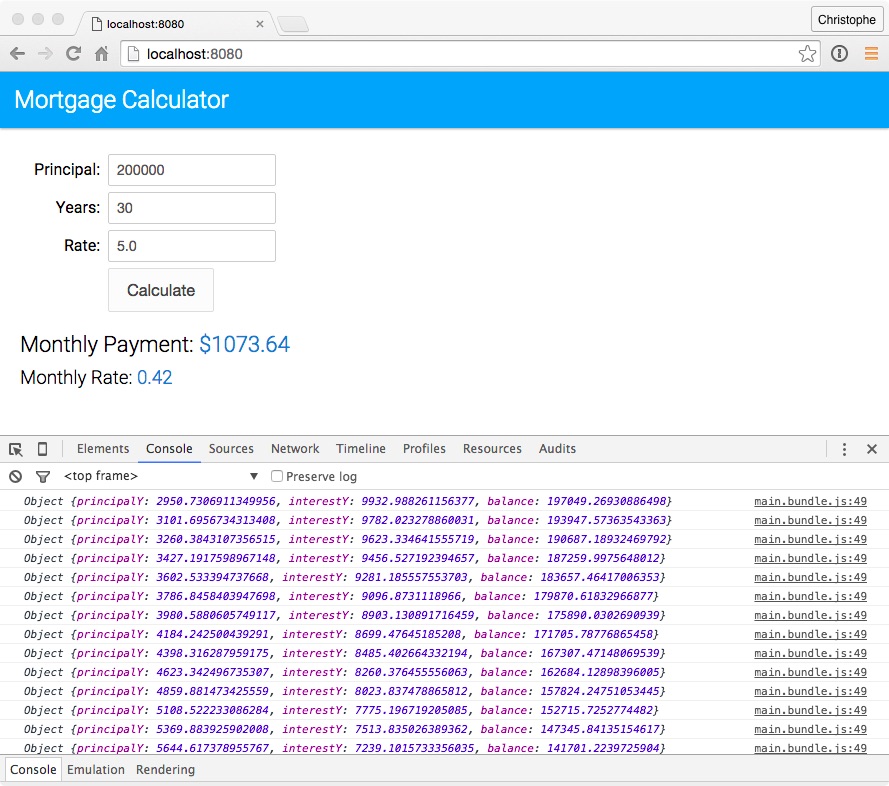 localhost:8080
Christophe
localhost:8080
Mortgage Calculator
Principal: 200000
Years: 30
Rate: 5.0
Calculate
Monthly Payment: $1073.64
Monthly Rate: 0.42
Elements Console Sources Network Timeline Profiles Resources Audits
<top frame> Preserve log
Object {principalY: 2950.7306911349956, interestY: 9932.988261156377, balance: 197049.26930886498} main.bundle.js:49
Object {principalY: 3101.6956734313408, interestY: 9782.023278860031, balance: 193947.57363543363} main.bundle.js:49
Object {principalY: 3260.3843107356515, interestY: 9623.334641555719, balance: 190687.18932469792} main.bundle.js:49
Object {principalY: 3427.1917598967148, interestY: 9456.527192394657, balance: 187259.9975648012} main.bundle.js:49
Object {principalY: 3602.533394737668, interestY: 9281.185557553703, balance: 183657.46417006353} main.bundle.js:49
Object {principalY: 3786.8458403947698, interestY: 9096.8731118966, balance: 179870.61832966877} main.bundle.js:49
Object {principalY: 3980.5880605749117, interestY: 8903.130891716459, balance: 175890.0302690939} main.bundle.js:49
Object {principalY: 4184.242500439291, interestY: 8699.47645185208, balance: 171705.78776865458} main.bundle.js:49
Object {principalY: 4398.316287959175, interestY: 8485.402664332194, balance: 167307.47148069539} main.bundle.js:49
Object {principalY: 4623.342496735307, interestY: 8260.376455556063, balance: 162684.12898396005} main.bundle.js:49
Object {principalY: 4859.881473425559, interestY: 8023.837478865812, balance: 157824.24751053445} main.bundle.js:49
Object {principalY: 5108.522233086284, interestY: 7775.196719205085, balance: 152715.7252774482} main.bundle.js:49
Object {principalY: 5369.883925902008, interestY: 7513.835026389362, balance: 147345.84135154617} main.bundle.js:49
Object {principalY: 5644.617378955767, interestY: 7239.1015733356035, balance: 141701.2239725904} main.bundle.js:49
Console Emulation Rendering